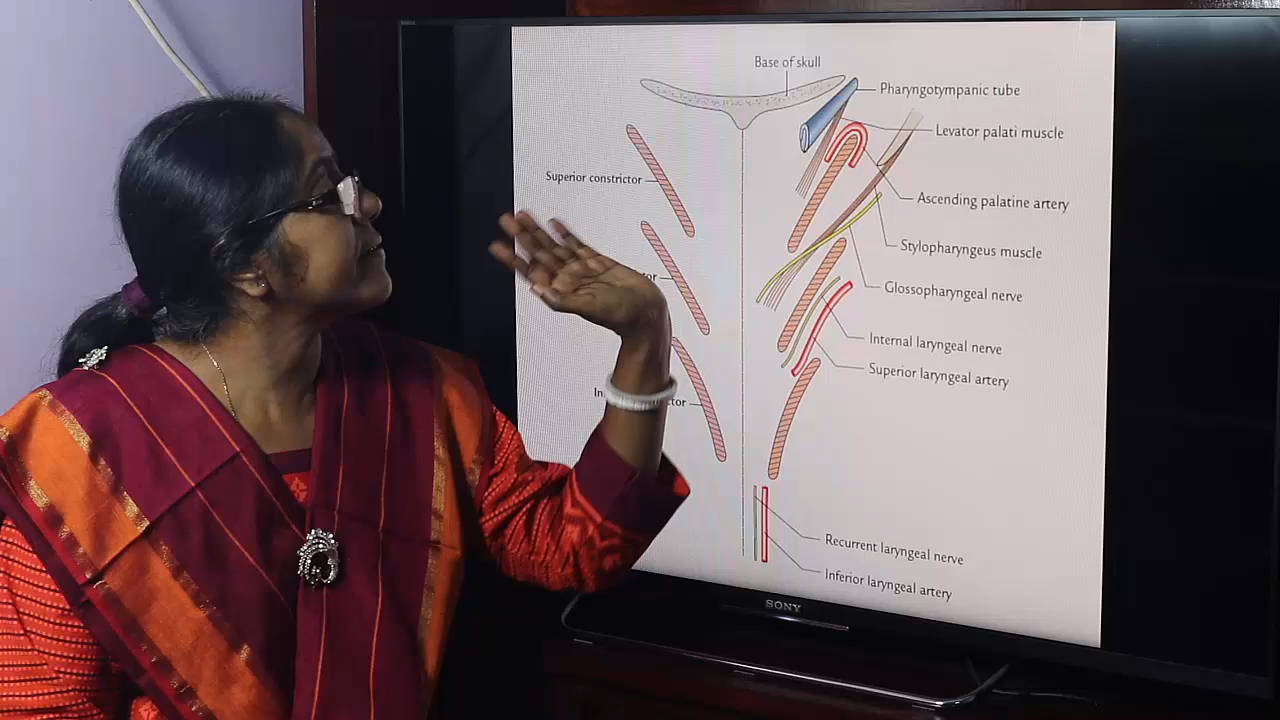 Base of skull
Pharyngotympanic tube
Levator palati muscle
Superior constrictor
Ascending palatine artery
Stylopharyngeus muscle
Glossopharyngeal nerve
Internal laryngeal nerve
Superior laryngeal artery
Recurrent laryngeal nerve
Inferior laryngeal artery
SONY